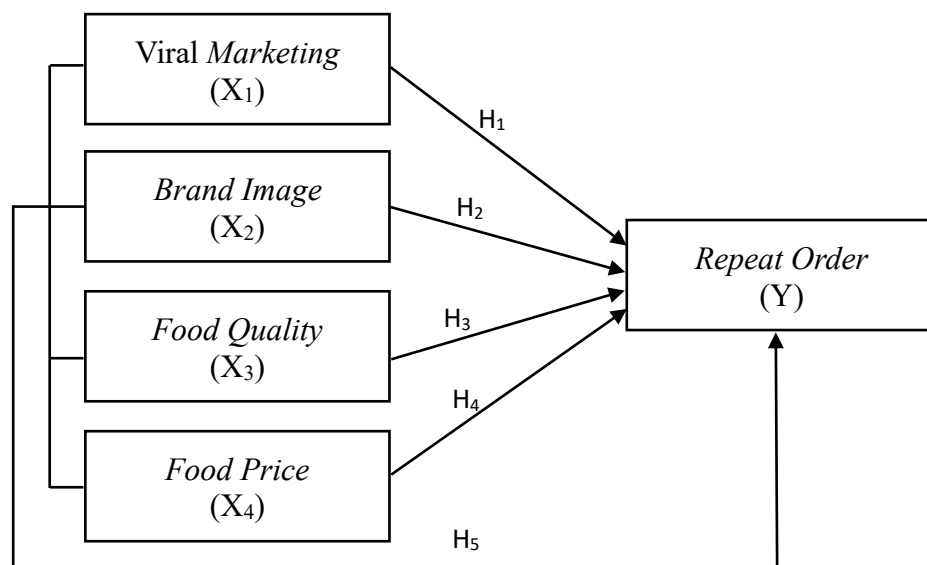 Viral Marketing
(X₁)
H₁
Brand Image
(X₂)
H₂
Repeat Order
(Y)
Food Quality
(X₃)
H₃
H₄
Food Price
(X₄)
H₅